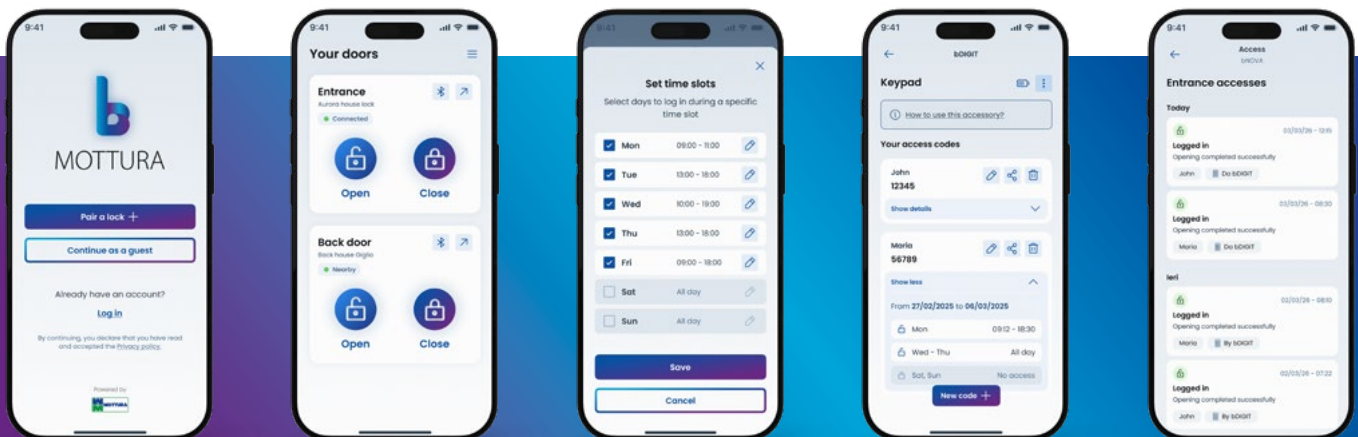 9:41
b
MOTTURA
Pair a lock +
Continue as a guest
Already have an account?
Log in
By continuing, you declare that you have read
and accepted the Privacy policy.
Powered by
MOTTURA
9:41
Your doors
Entrance
Aurora house lock
Connected
Open
Close
Back door
Back house Giglio
Nearby
Open
Close
9:41
Set time slots
Select days to log in during a specific
time slot
Mon 09:00 - 11:00
Tue 13:00 - 18:00
Wed 10:00 - 19:00
Thu 13:00 - 18:00
Fri 09:00 - 18:00
Sat All day
Sun All day
Save
Cancel
9:41
bDIGIT
Keypad
How to use this accessory?
Your access codes
John
12345
Show details
Maria
56789
Show less
From 27/02/2025 to 06/03/2025
Mon 09:12 - 18:30
Wed - Thu All day
Sat, Sun No access
New code +
9:41
Access
bNOVA
Entrance accesses
Today
03/03/26 - 12:15
Logged in
Opening completed successfully
John Da bDIGIT
03/03/26 - 08:30
Logged in
Opening completed successfully
Maria Da bDIGIT
Ieri
02/03/26 - 08:10
Logged in
Opening completed successfully
Maria By bDIGIT
02/03/26 - 07:22
Logged in
Opening completed successfully
John By bDIGIT